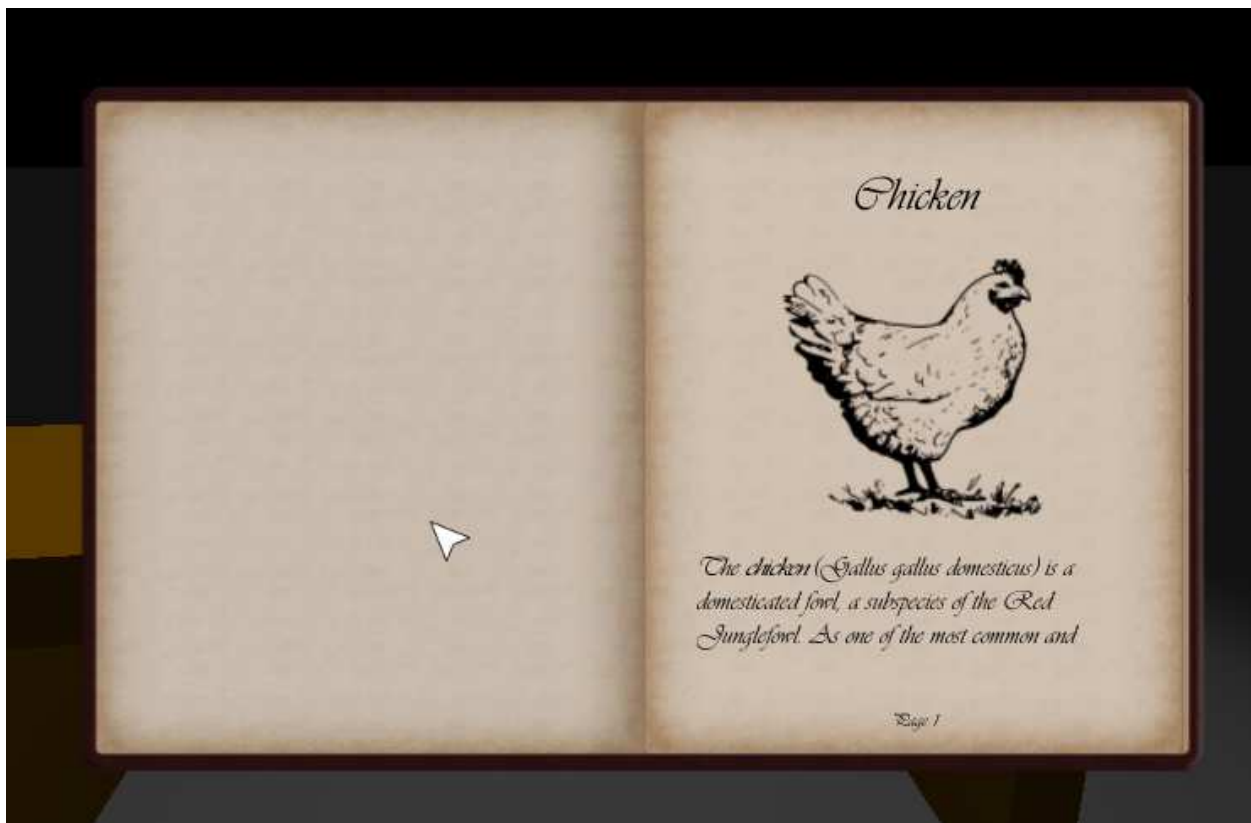 Chicken
The chicken (Gallus gallus domesticus) is a
domesticated fowl, a subspecies of the Red
Junglefowl. As one of the most common and
Page 1